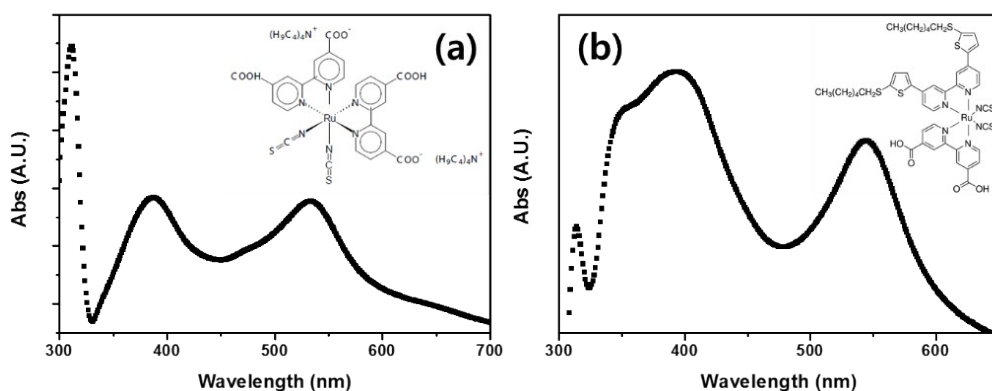 (a)
(H₉C₄)₄N⁺
COO⁻
COOH
COOH
N
N
N
N
Ru
N
S=C=N
N
C
S
COO⁻
(H₉C₄)₄N⁺
Abs (A.U.)
300 400 500 600 700
Wavelength (nm)
(b)
CH₃(CH₂)₄CH₂S
S
CH₃(CH₂)₄CH₂S
S
N
N
Ru
NCS
NCS
N
N
HO
O
O
OH
Abs (A.U.)
300 400 500 600
Wavelength (nm)